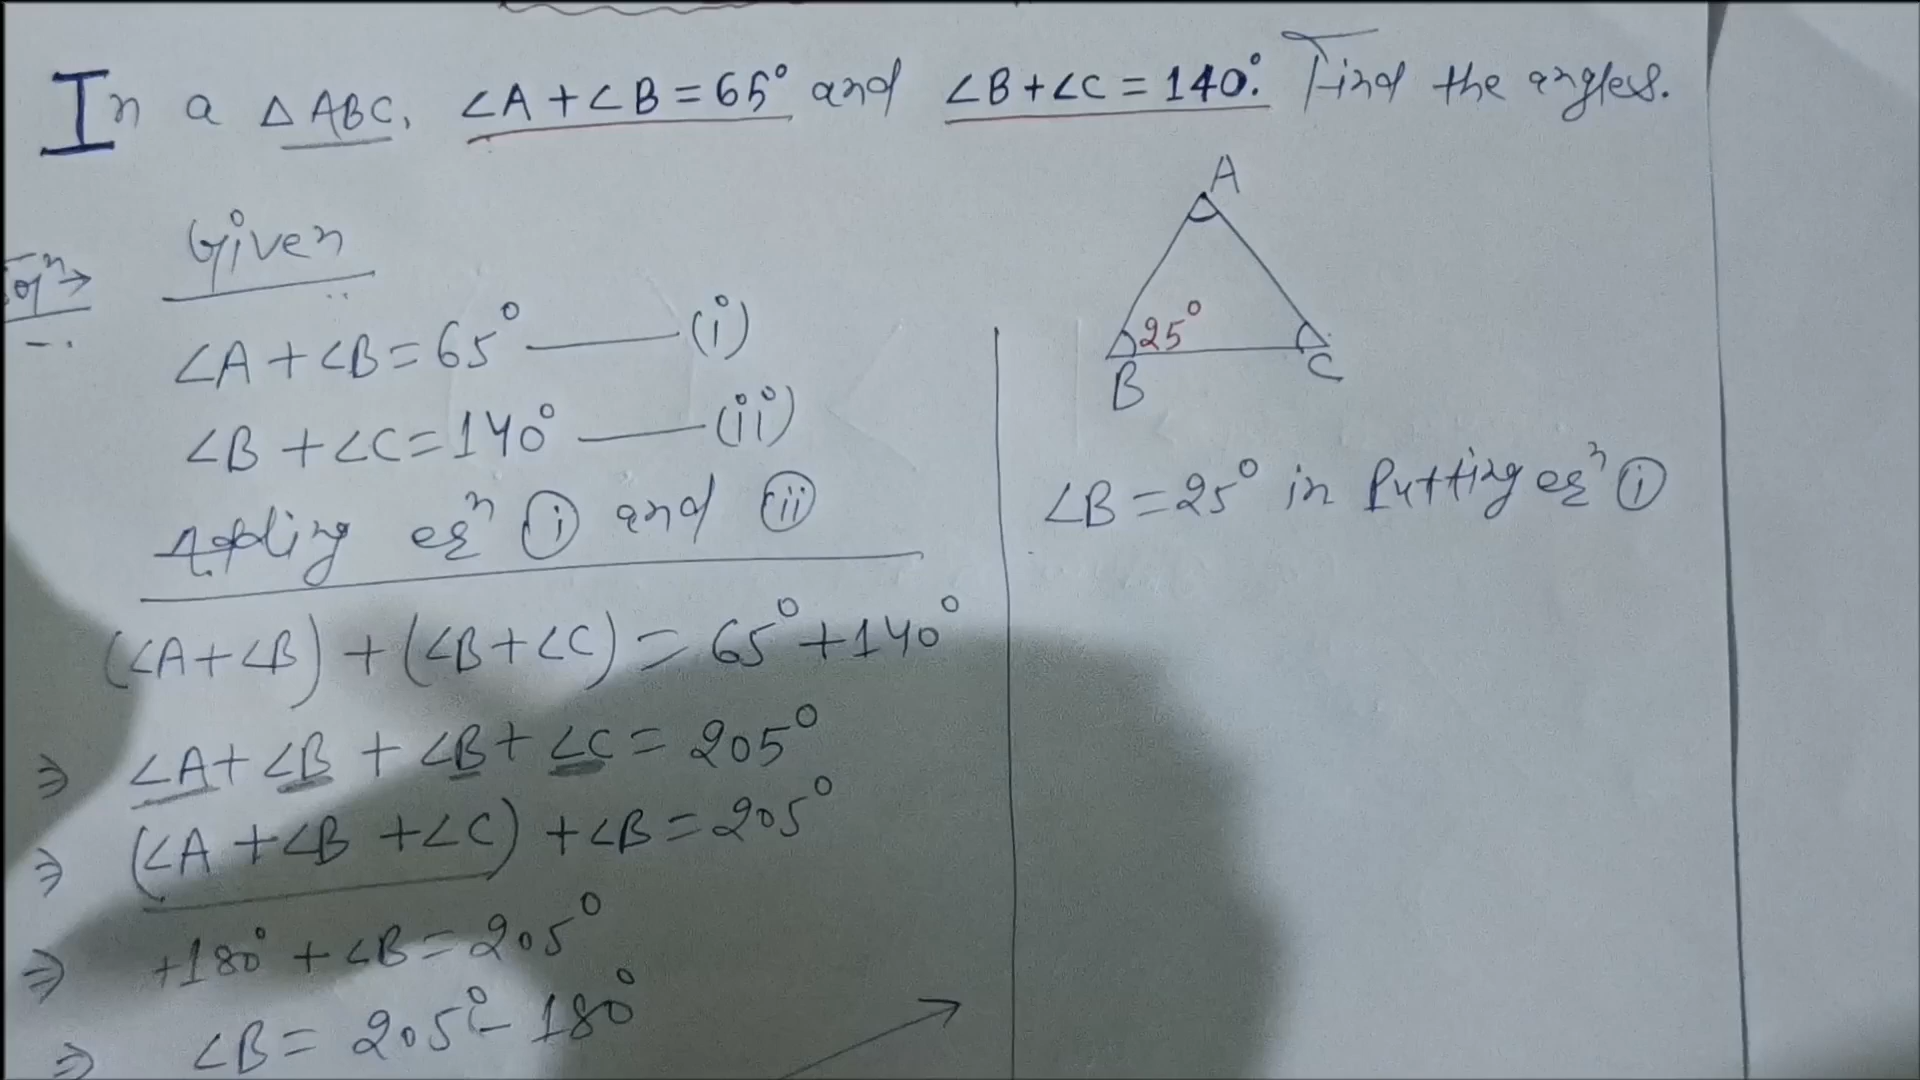 In a △ ABC, ∠A+∠B=65° and ∠B+∠C=140°. Find the angles.
Given
∠A+∠B=65° — (i)
∠B+∠C=140° — (ii)
eqⁿ (i) and (ii)
(∠A+∠B)+(∠B+∠C)=65°+140°
⇒ ∠A+∠B+∠B+∠C=205°
⇒ (∠A+∠B+∠C)+∠B=205°
⇒ +180°+∠B=205°
⇒ ∠B=205°-180°
A
25°
B
C
∠B=25° in Putting eqⁿ (i)